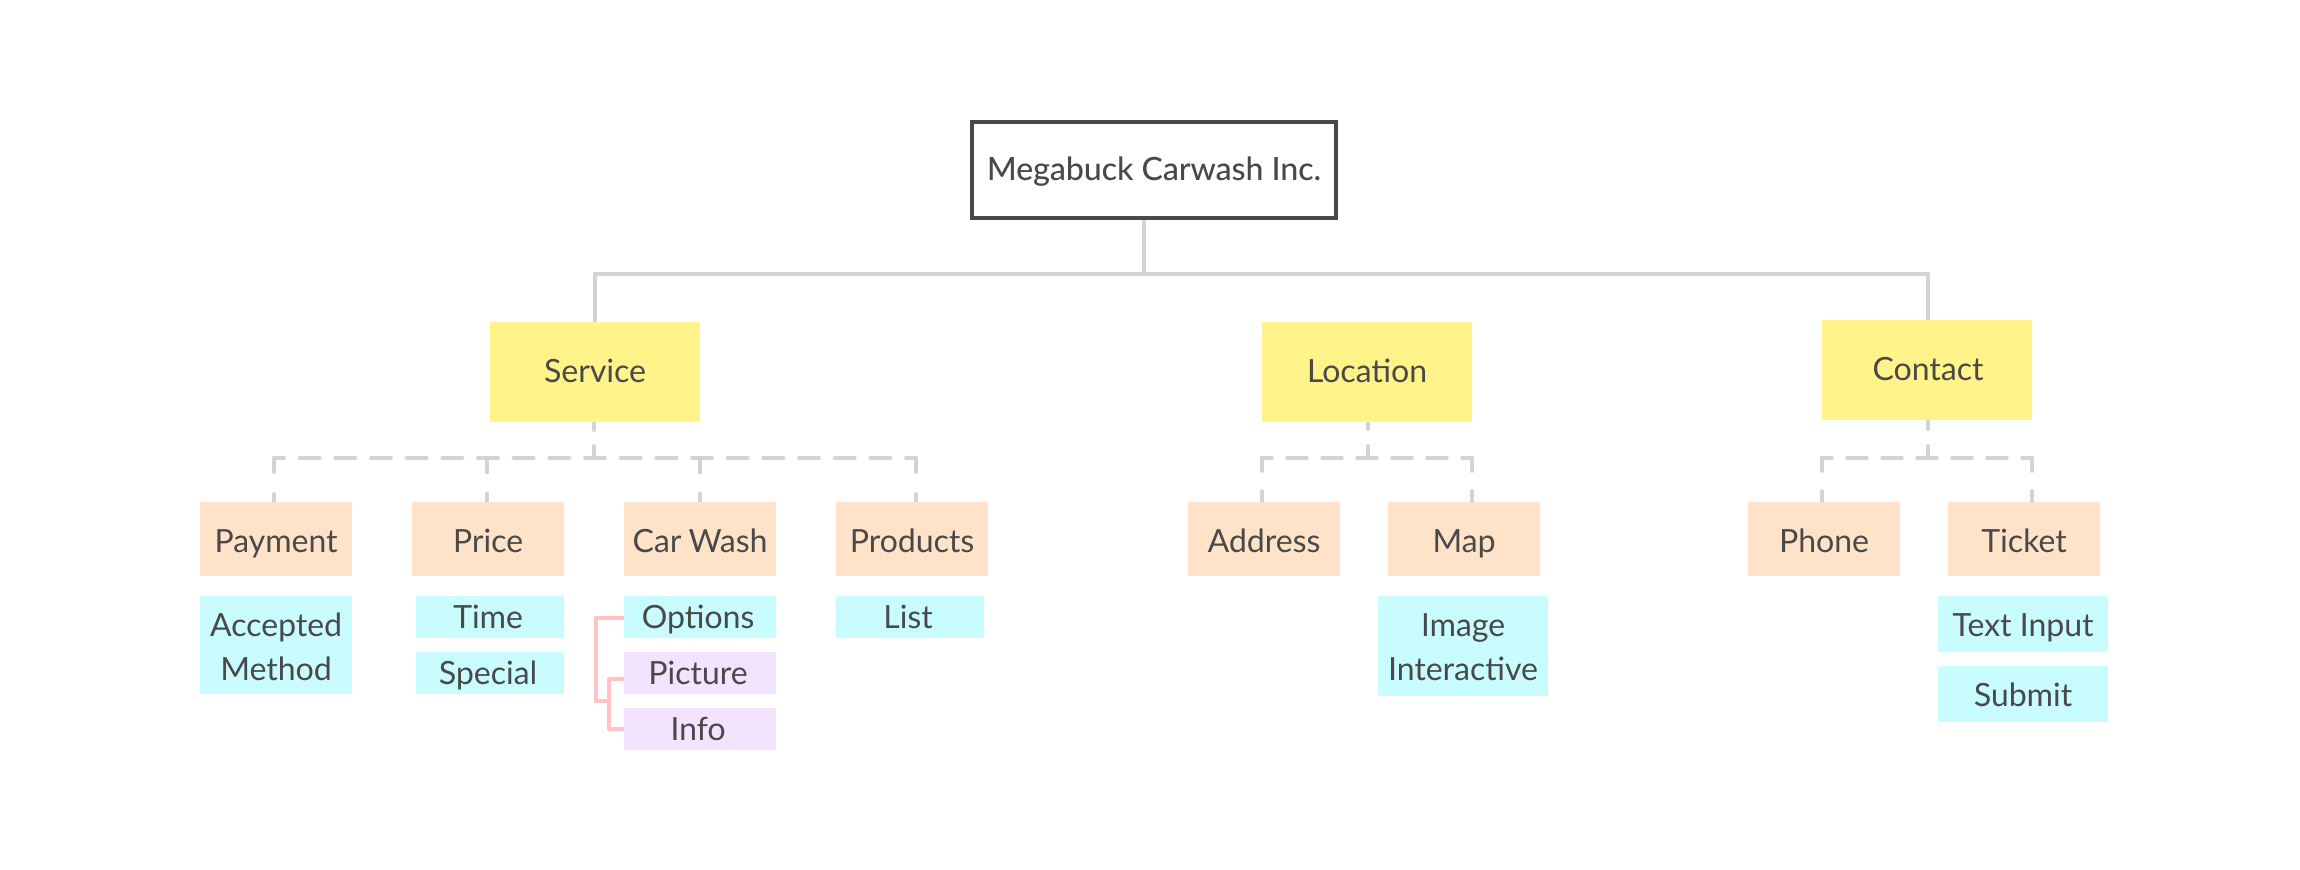 Megabuck Carwash Inc.
Service
Location
Contact
Payment
Price
Car Wash
Products
Address
Map
Phone
Ticket
Accepted
Method
Time
Special
Options
Picture
Info
List
Image
Interactive
Text Input
Submit